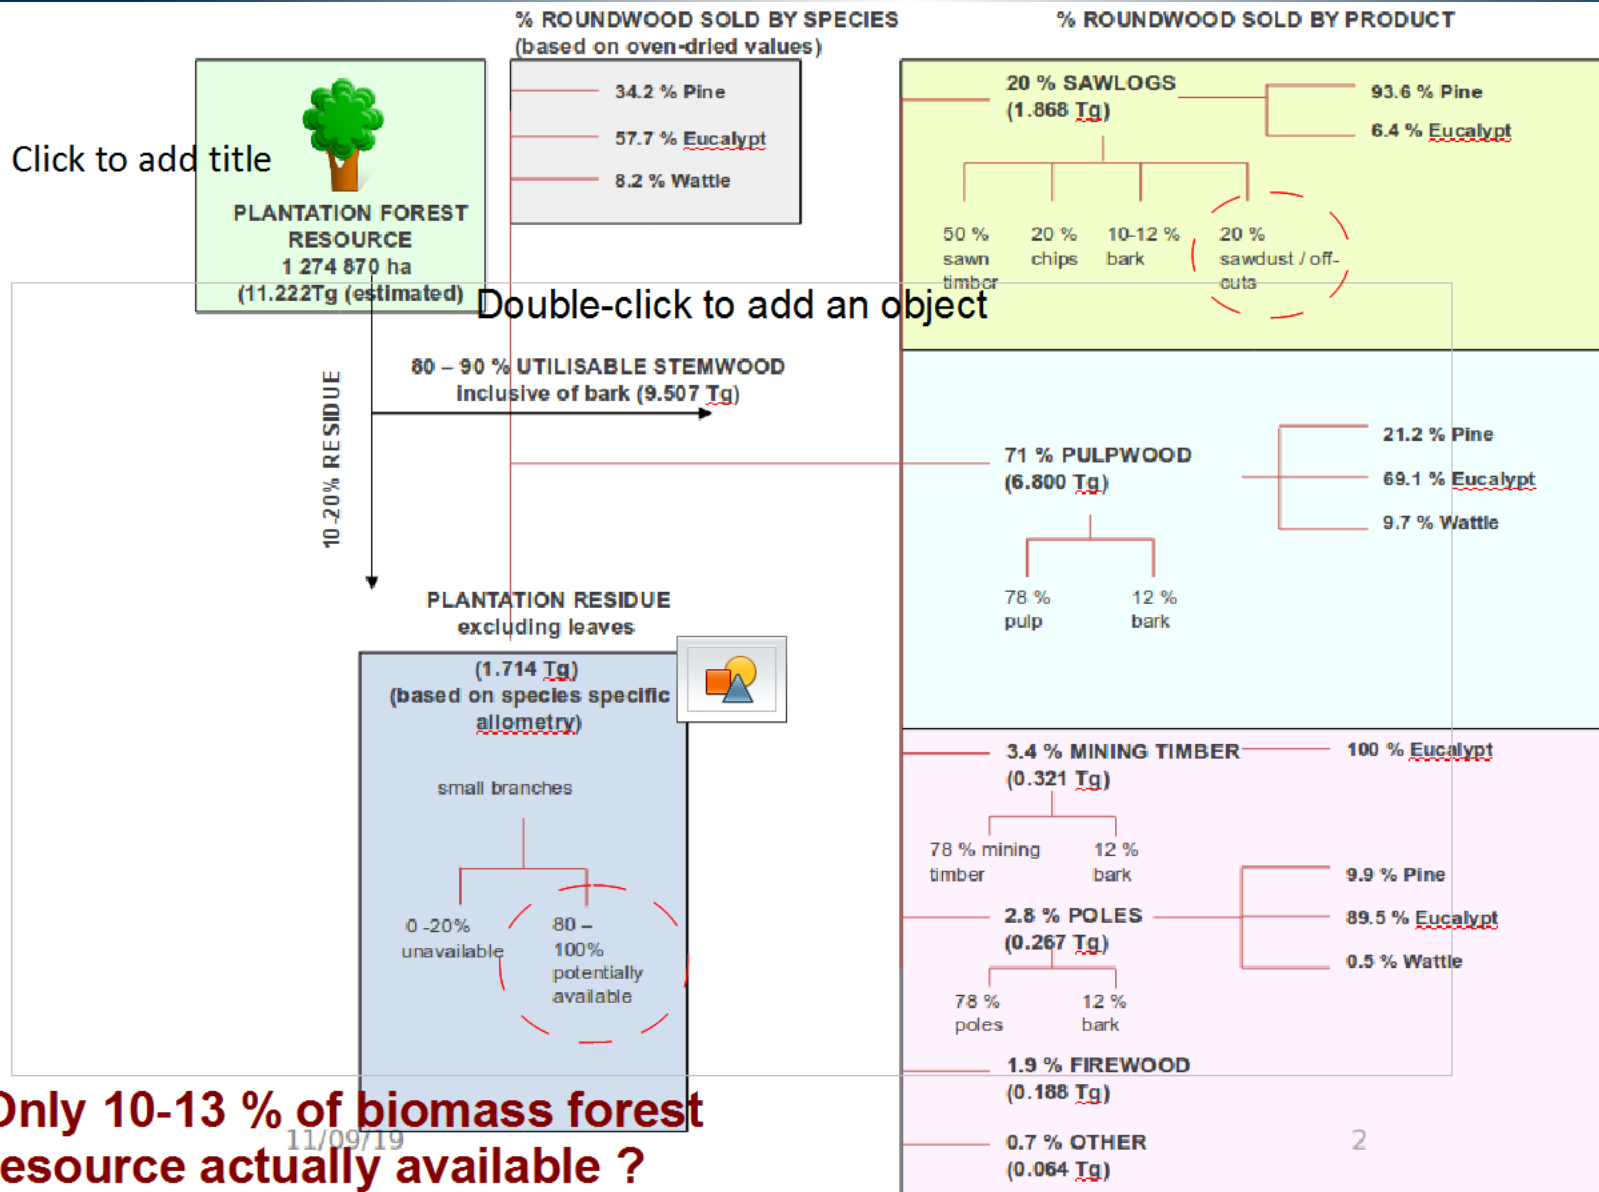 % ROUNDWOOD SOLD BY SPECIES
(based on oven-dried values)
% ROUNDWOOD SOLD BY PRODUCT
34.2 % Pine
57.7 % Eucalypt
8.2 % Wattle
Click to add title
PLANTATION FOREST
RESOURCE
1 274 870 ha
(11.222Tg (estimated)
Double-click to add an object
80 – 90 % UTILISABLE STEMWOOD
inclusive of bark (9.507 Tg)
10-20% RESIDUE
PLANTATION RESIDUE
excluding leaves
(1.714 Tg)
(based on species specific
allometry)
small branches
0 -20%
unavailable
80 –
100%
potentially
available
20 % SAWLOGS
(1.868 Tg)
93.6 % Pine
6.4 % Eucalypt
50 %
sawn
timber
20 %
chips
10-12 %
bark
20 %
sawdust / off-
cuts
71 % PULPWOOD
(6.800 Tg)
21.2 % Pine
69.1 % Eucalypt
9.7 % Wattle
78 %
pulp
12 %
bark
3.4 % MINING TIMBER
(0.321 Tg)
100 % Eucalypt
78 % mining
timber
12 %
bark
2.8 % POLES
(0.267 Tg)
9.9 % Pine
89.5 % Eucalypt
0.5 % Wattle
78 %
poles
12 %
bark
1.9 % FIREWOOD
(0.188 Tg)
0.7 % OTHER
(0.064 Tg)
Only 10-13 % of biomass forest
esource actually available ?
11/09/19
2